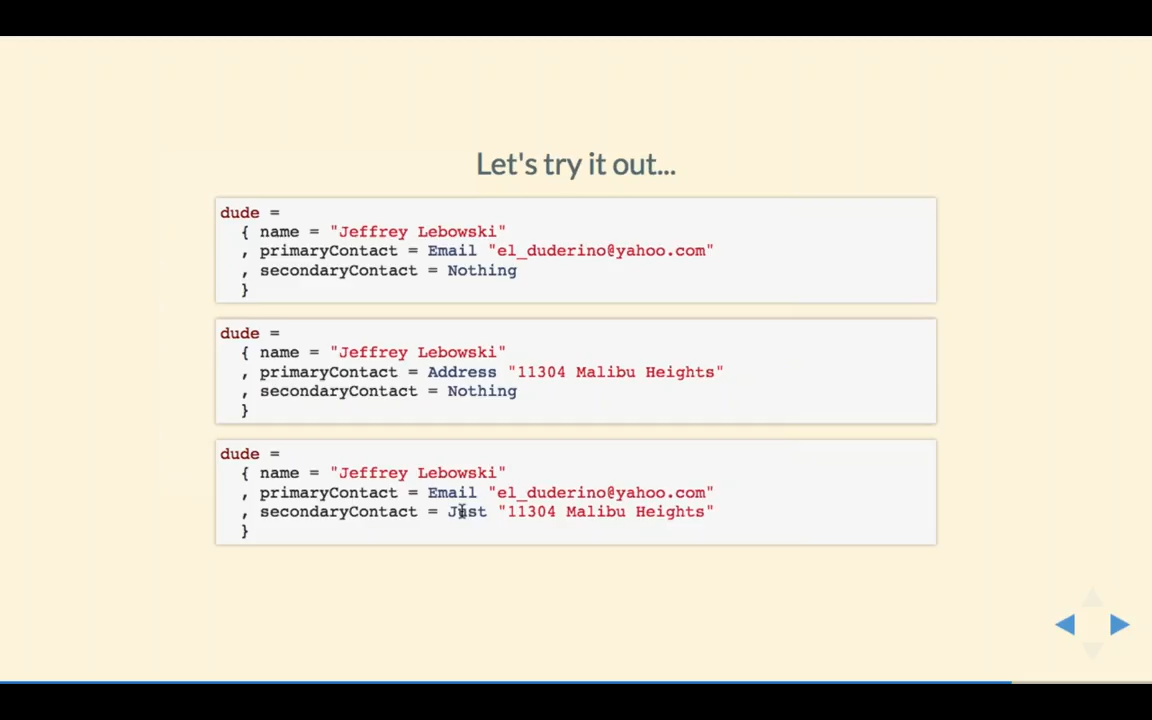 Let's try it out...
dude =
  { name = "Jeffrey Lebowski"
  , primaryContact = Email "el_duderino@yahoo.com"
  , secondaryContact = Nothing
  }
dude =
  { name = "Jeffrey Lebowski"
  , primaryContact = Address "11304 Malibu Heights"
  , secondaryContact = Nothing
  }
dude =
  { name = "Jeffrey Lebowski"
  , primaryContact = Email "el_duderino@yahoo.com"
  , secondaryContact = Just "11304 Malibu Heights"
  }